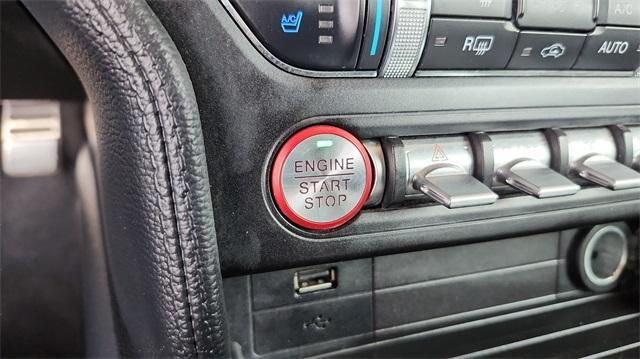 A/C
R
AUTO
ENGINE
START
STOP